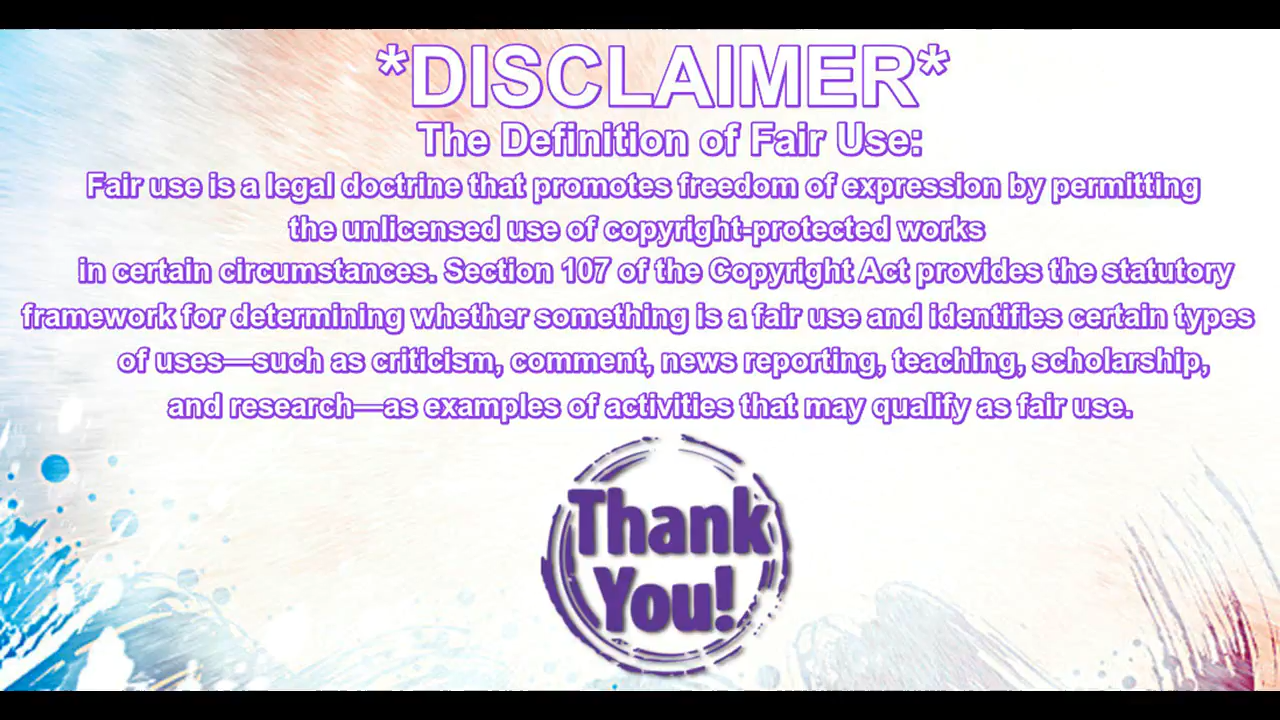 *DISCLAIMER*
The Definition of Fair Use:
Fair use is a legal doctrine that promotes freedom of expression by permitting
the unlicensed use of copyright-protected works
in certain circumstances. Section 107 of the Copyright Act provides the statutory
framework for determining whether something is a fair use and identifies certain types
of uses—such as criticism, comment, news reporting, teaching, scholarship,
and research—as examples of activities that may qualify as fair use.
Thank
You!